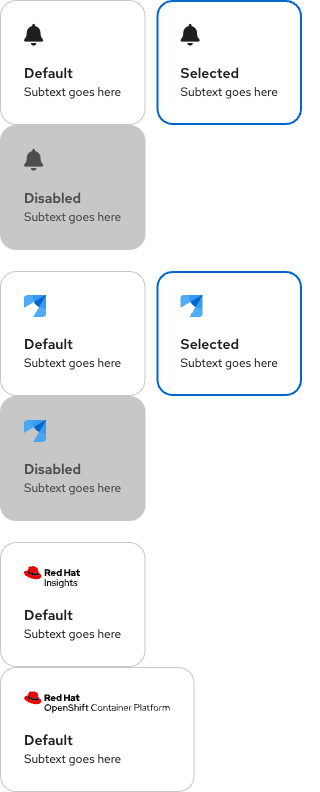 Default
Subtext goes here
Selected
Subtext goes here
Disabled
Subtext goes here
Default
Subtext goes here
Selected
Subtext goes here
Disabled
Subtext goes here
Red Hat
Insights
Default
Subtext goes here
Red Hat
OpenShift Container Platform
Default
Subtext goes here